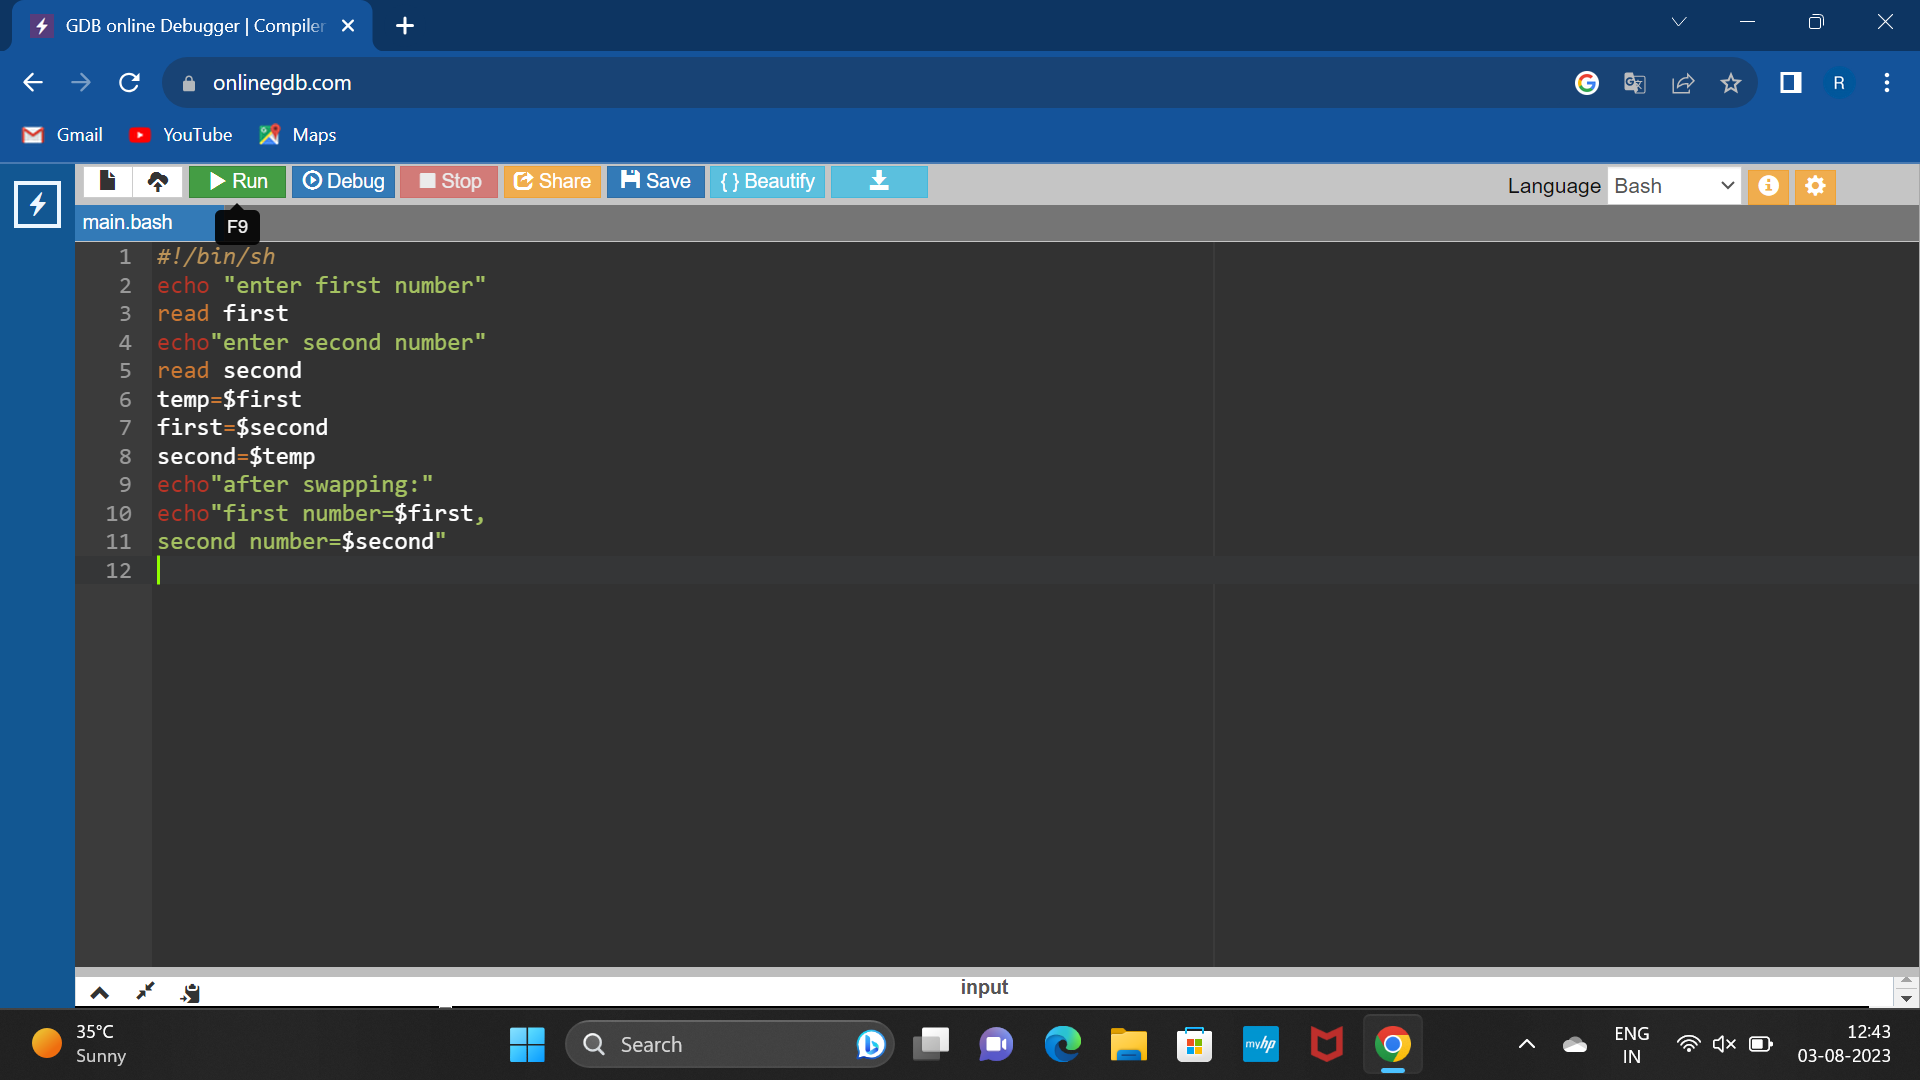 GDB online Debugger | Compiler
onlinegdb.com
R
Gmail YouTube Maps
Run Debug Stop Share Save { } Beautify Language Bash
main.bash
F9
1 #!/bin/sh
2 echo "enter first number"
3 read first
4 echo"enter second number"
5 read second
6 temp=$first
7 first=$second
8 second=$temp
9 echo"after swapping:"
10 echo"first number=$first,
11 second number=$second"
12
input
35°C
Sunny
Search
myhp
ENG
IN
12:43
03-08-2023